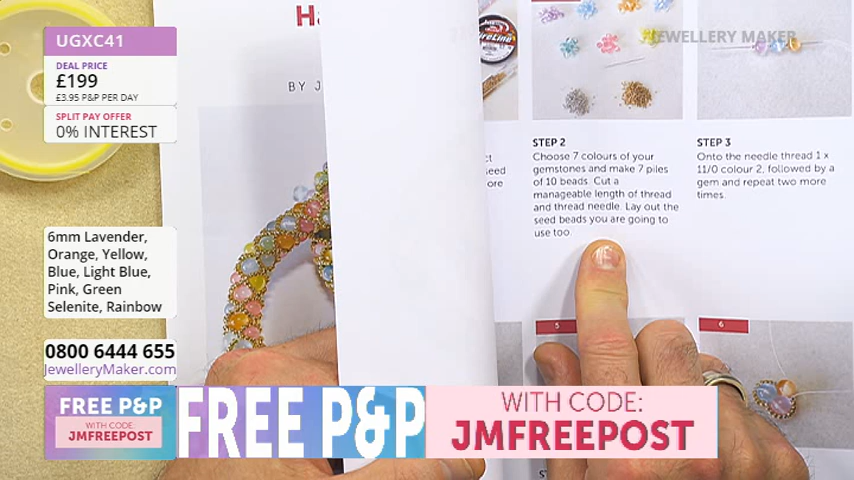 UGXC41
DEAL PRICE
£199
£3.95 P&P PER DAY
SPLIT PAY OFFER
0% INTEREST
6mm Lavender,
Orange, Yellow,
Blue, Light Blue,
Pink, Green
Selenite, Rainbow
0800 6444 655
JewelleryMaker.com
FREE P&P
WITH CODE:
JMFREEPOST
FREE P&P
WITH CODE:
JMFREEPOST
JEWELLERY MAKER
BY J
STEP 2
Choose 7 colours of your
gemstones and make 7 piles
of 10 beads. Cut a
manageable length of thread
and thread needle. Lay out the
seed beads you are going to
use too.
STEP 3
Onto the needle thread 1 x
11/0 colour 2, followed by a
gem and repeat two more
times.
5
6